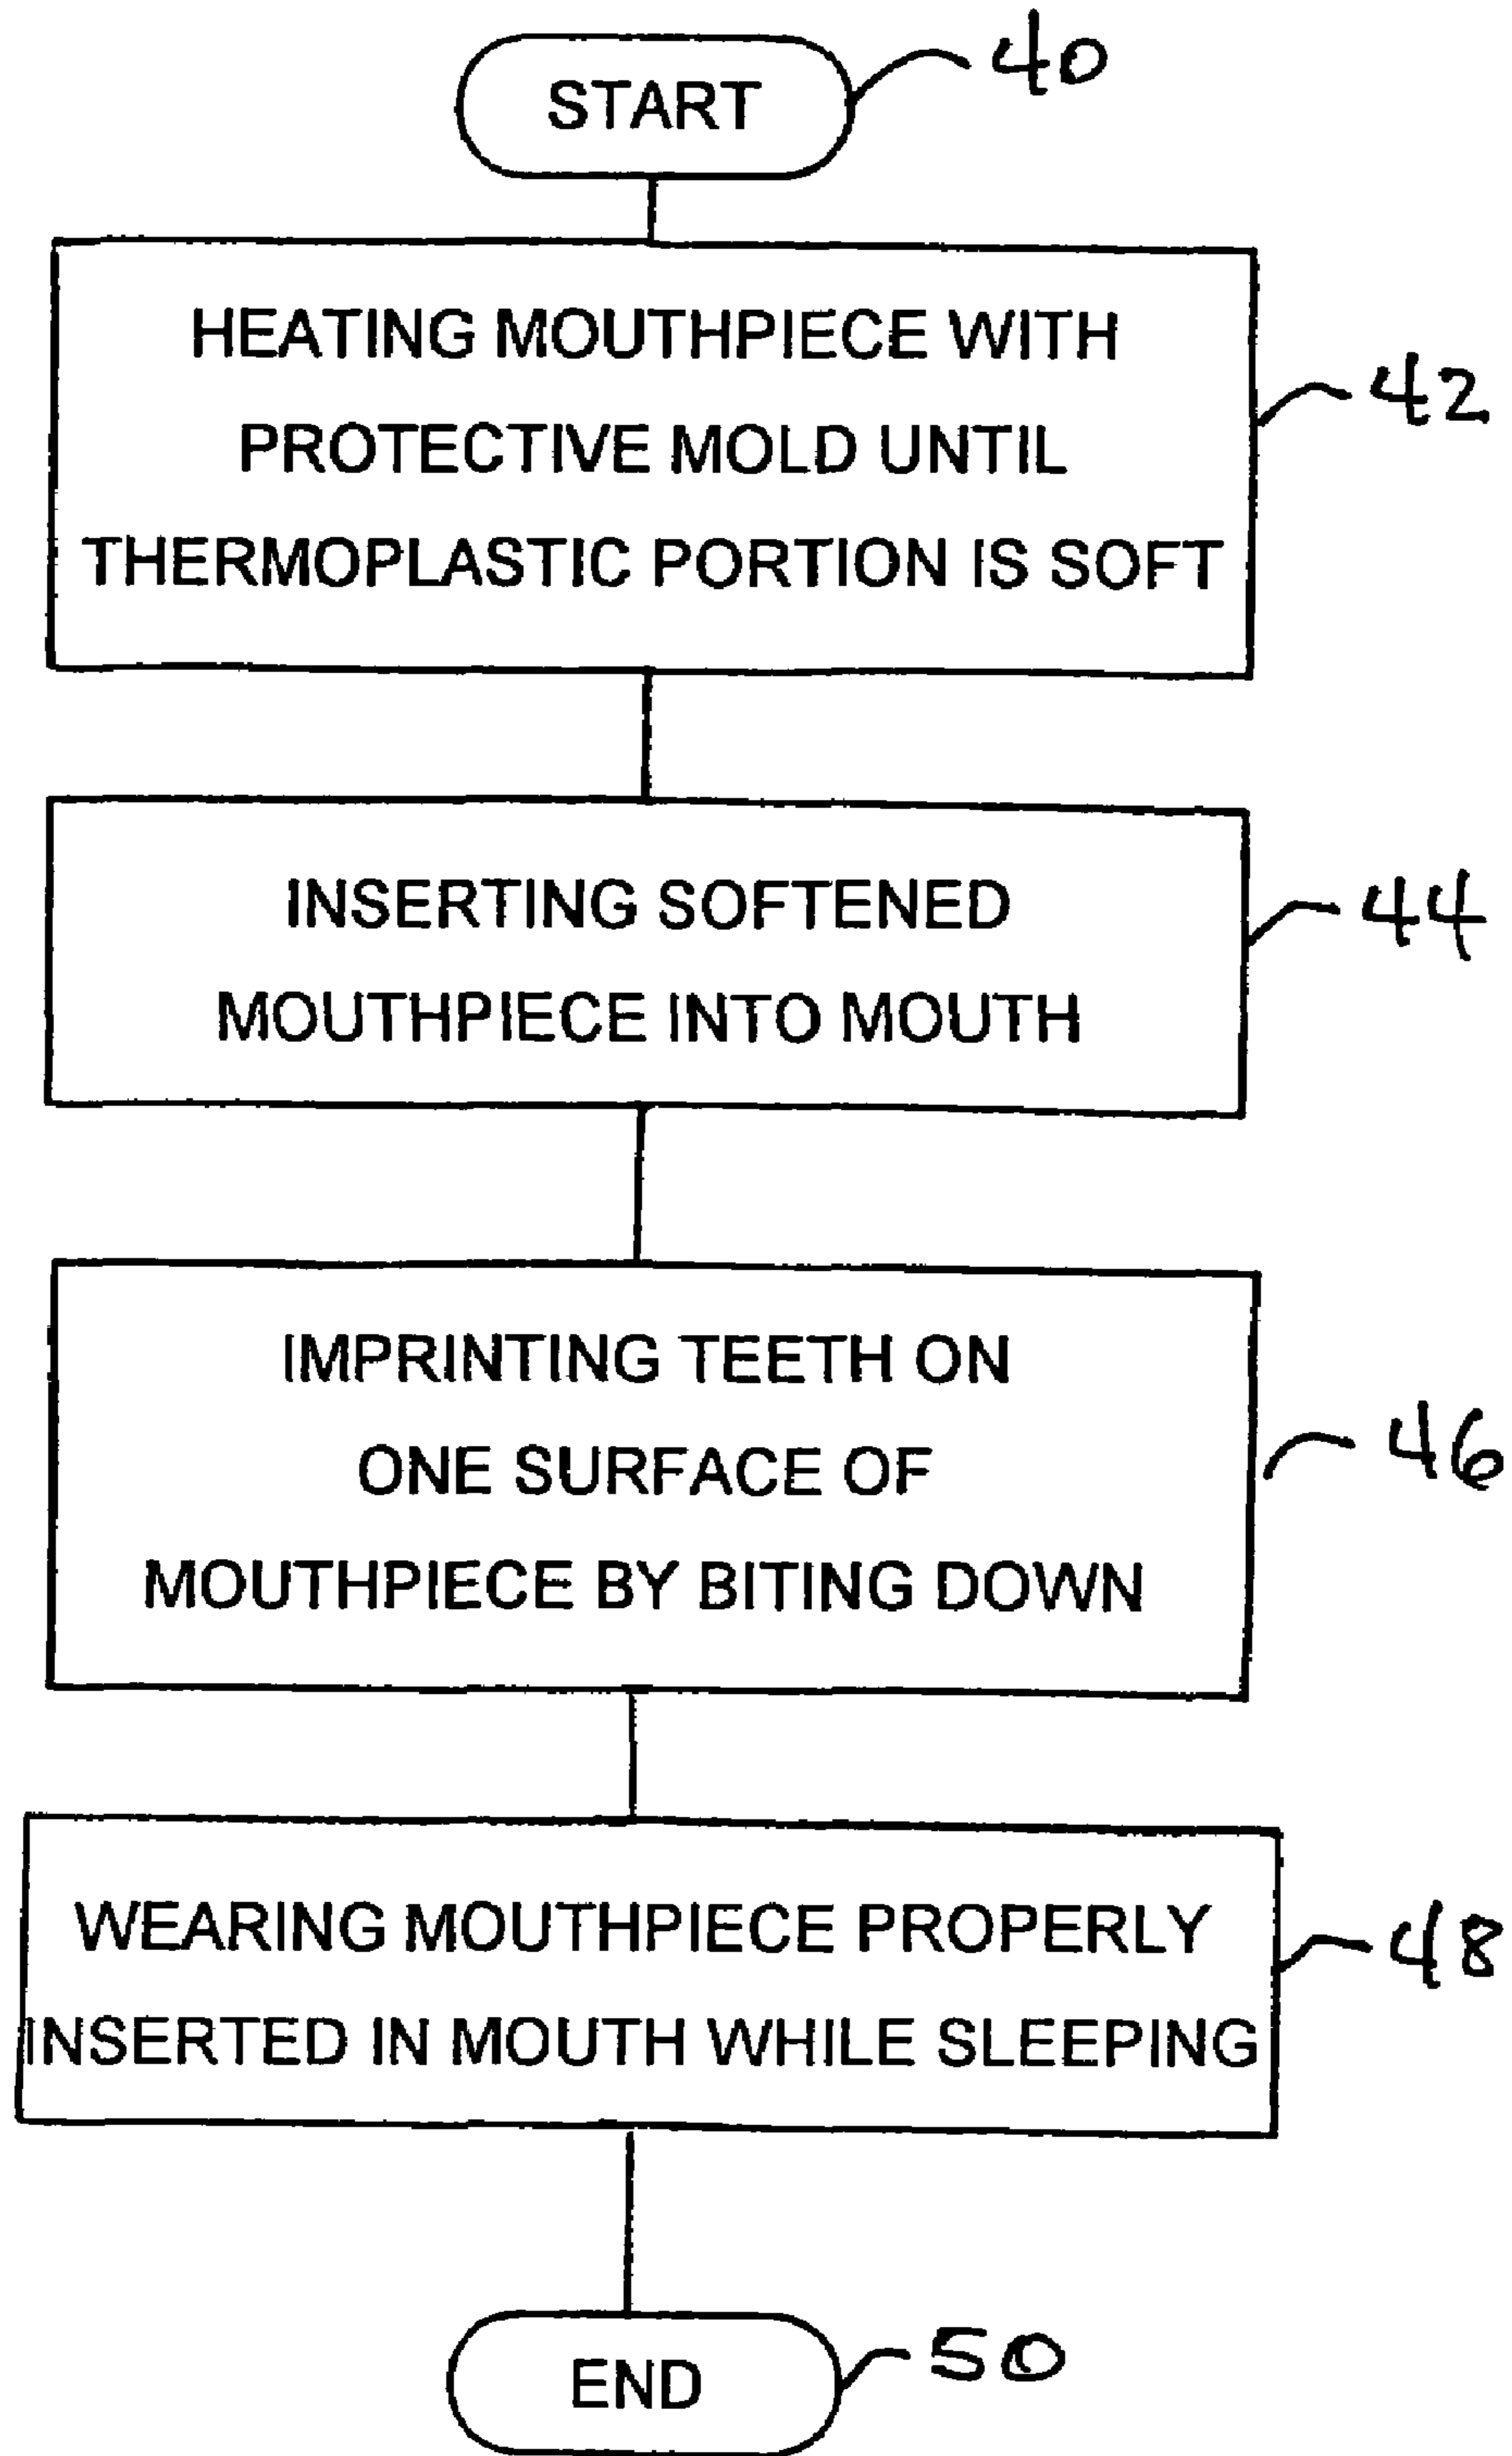 START
40
HEATING MOUTHPIECE WITH
PROTECTIVE MOLD UNTIL
THERMOPLASTIC PORTION IS SOFT
42
INSERTING SOFTENED
MOUTHPIECE INTO MOUTH
44
IMPRINTING TEETH ON
ONE SURFACE OF
MOUTHPIECE BY BITING DOWN
46
WEARING MOUTHPIECE PROPERLY
INSERTED IN MOUTH WHILE SLEEPING
48
END
50